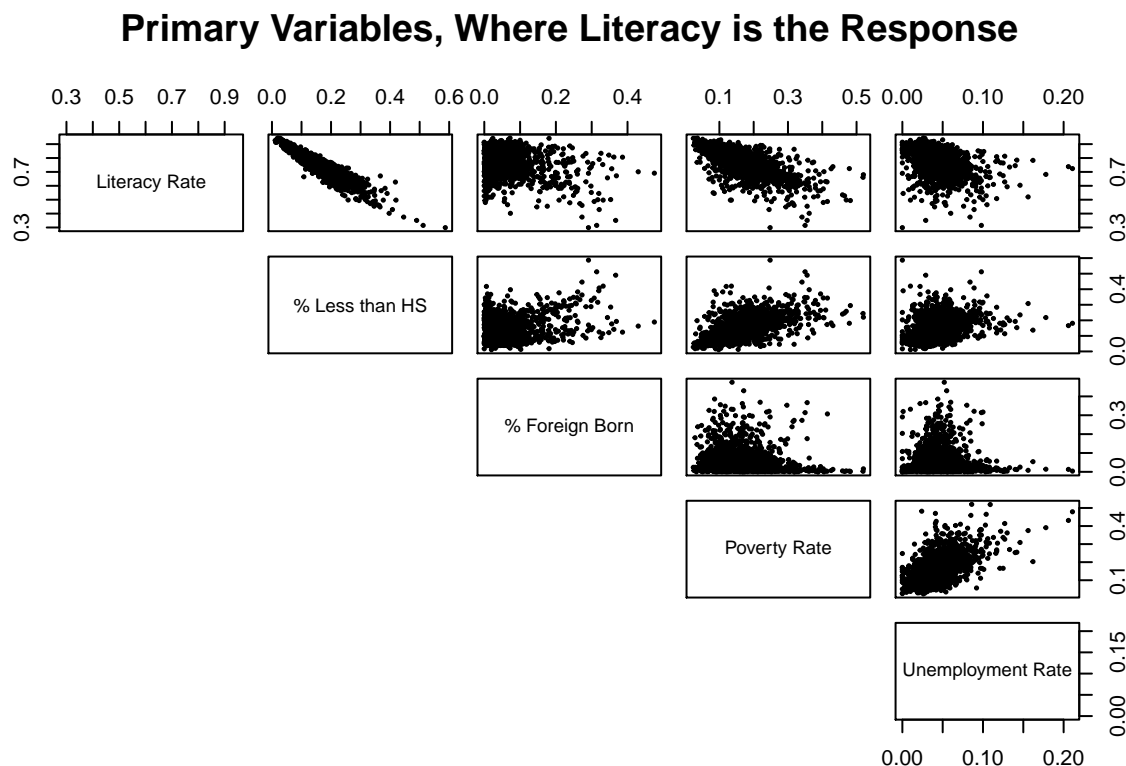 Primary Variables, Where Literacy is the Response
0.3 0.5 0.7 0.9 0.0 0.2 0.4 0.6 0.0 0.2 0.4 0.1 0.3 0.5 0.00 0.10 0.20
0.3 0.7
Literacy Rate
0.3 0.7
% Less than HS
0.0 0.4
% Foreign Born
0.0 0.3
Poverty Rate
0.1 0.4
Unemployment Rate
0.00 0.15
0.00 0.10 0.20